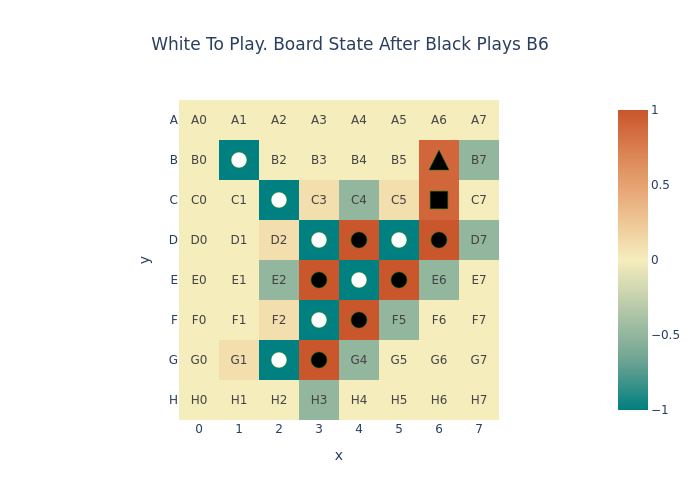 White To Play. Board State After Black Plays B6
A A0 A1 A2 A3 A4 A5 A6 A7
B B0 B2 B3 B4 B5 B7
C C0 C1 C3 C4 C5 C7
D D0 D1 D2 D7
E E0 E1 E2 E6 E7
F F0 F1 F2 F5 F6 F7
G G0 G1 G4 G5 G6 G7
H H0 H1 H2 H3 H4 H5 H6 H7
0 1 2 3 4 5 6 7
x
y
1
0.5
0
−0.5
−1